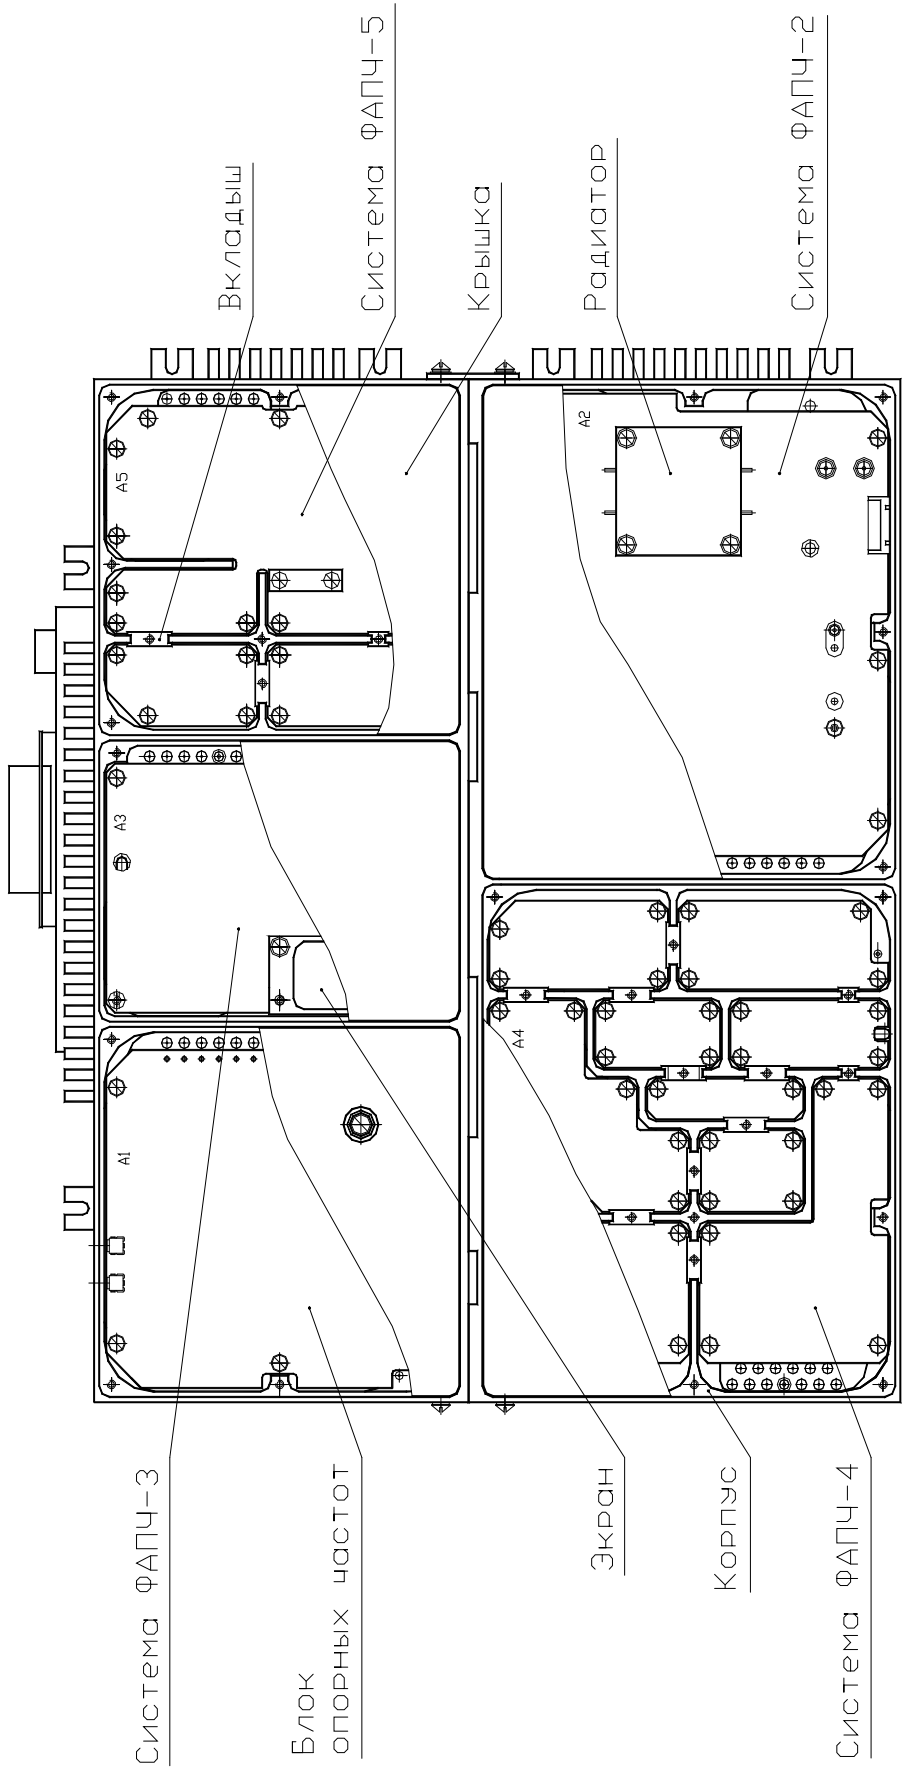 Система ФАПЧ-3
Блок
опорных частот
Экран
Корпус
Система ФАПЧ-4
A1
A3
A5
A4
A2
Вкладыш
Система ФАПЧ-5
Крышка
Радиатор
Система ФАПЧ-2